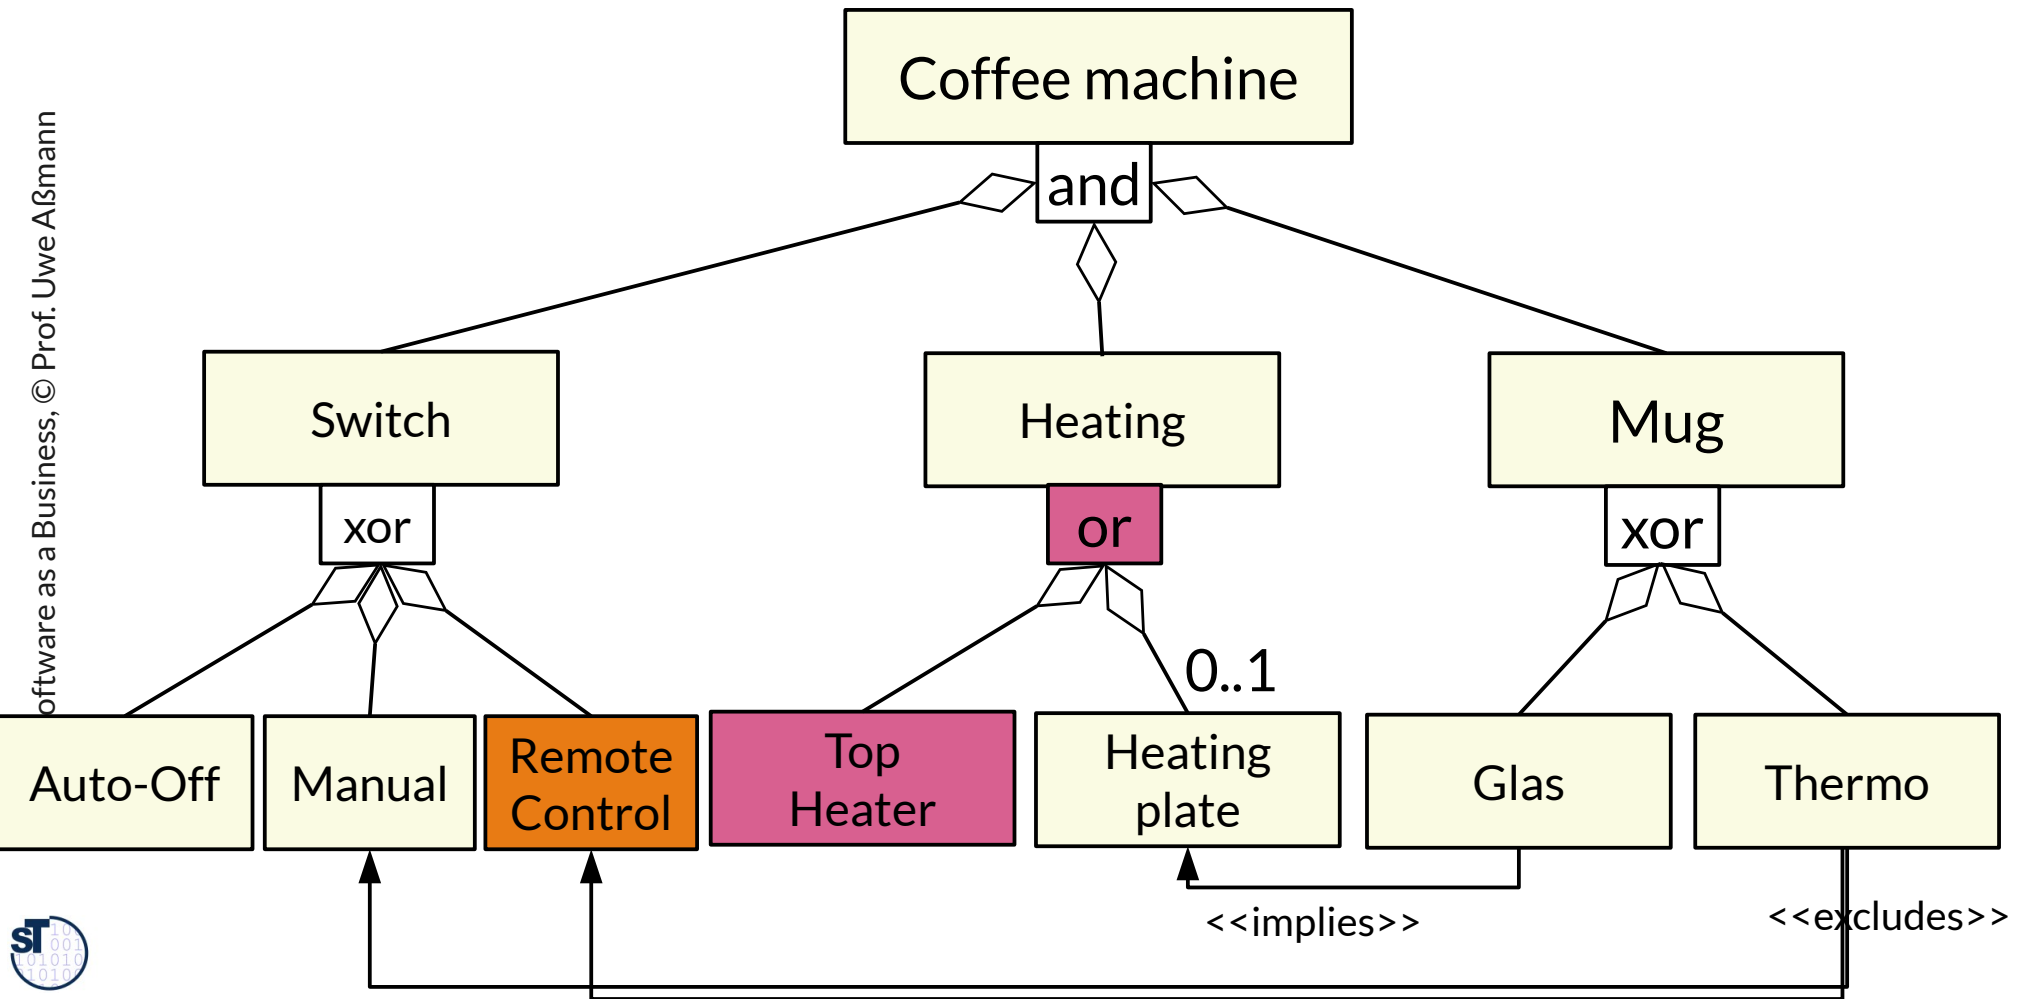 Coffee machine
and
oftware as a Business, © Prof. Uwe Aßmann
Switch
Heating
Mug
xor
or
xor
0..1
Auto-Off
Manual
Remote
Control
Top
Heater
Heating
plate
Glas
Thermo
<<implies>>
<<excludes>>
ST